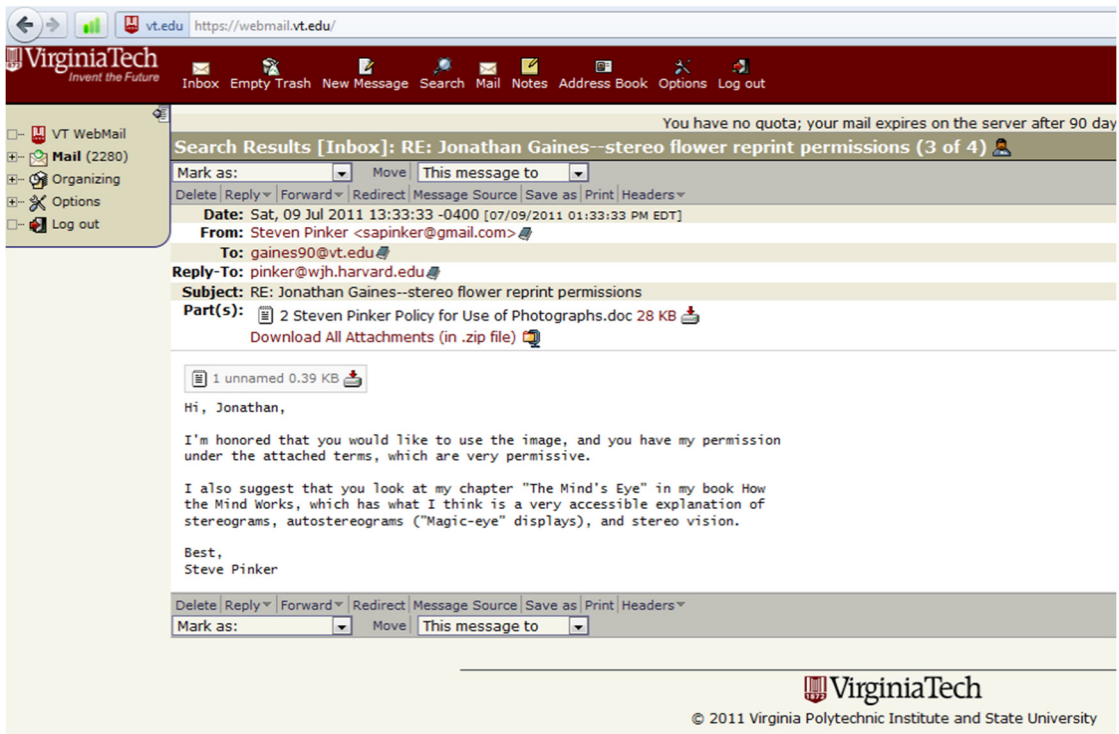 vt.edu https://webmail.vt.edu/
VirginiaTech
Invent the Future
Inbox Empty Trash New Message Search Mail Notes Address Book Options Log out
VT WebMail
Mail (2280)
Organizing
Options
Log out
You have no quota; your mail expires on the server after 90 day
Search Results [Inbox]: RE: Jonathan Gaines--stereo flower reprint permissions (3 of 4)
Mark as: Move This message to
Delete Reply Forward Redirect Message Source Save as Print Headers
Date: Sat, 09 Jul 2011 13:33:33 -0400 [07/09/2011 01:33:33 PM EDT]
From: Steven Pinker <sapinker@gmail.com>
To: gaines90@vt.edu
Reply-To: pinker@wjh.harvard.edu
Subject: RE: Jonathan Gaines--stereo flower reprint permissions
Part(s): 2 Steven Pinker Policy for Use of Photographs.doc 28 KB
Download All Attachments (in .zip file)
1 unnamed 0.39 KB
Hi, Jonathan,
I'm honored that you would like to use the image, and you have my permission
under the attached terms, which are very permissive.
I also suggest that you look at my chapter "The Mind's Eye" in my book How
the Mind Works, which has what I think is a very accessible explanation of
stereograms, autostereograms ("Magic-eye" displays), and stereo vision.
Best,
Steve Pinker
Delete Reply Forward Redirect Message Source Save as Print Headers
Mark as: Move This message to
VirginiaTech
© 2011 Virginia Polytechnic Institute and State University